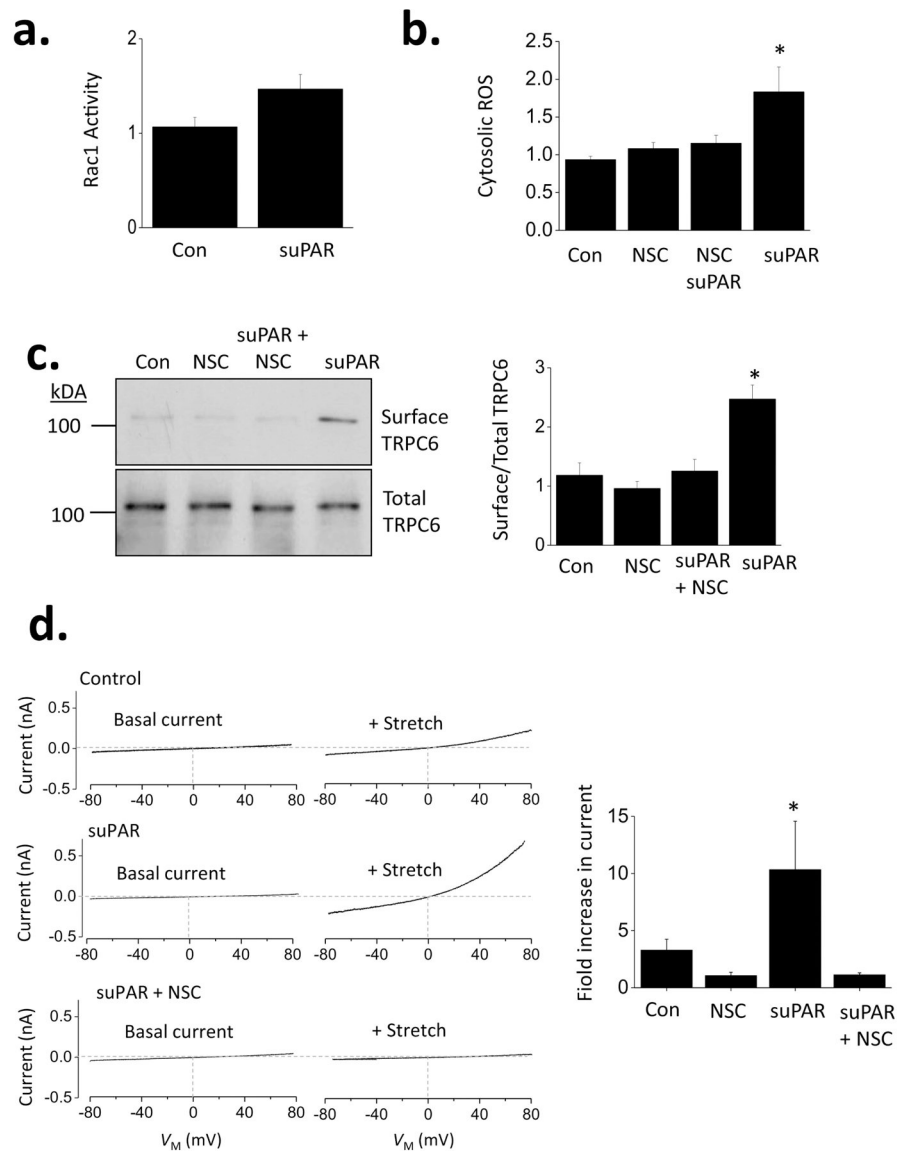 a.
2
1
0
Rac1 Activity
Con
suPAR
b.
2.5
2.0
1.5
1.0
0.5
0.0
Cytosolic ROS
*
Con
NSC
NSC
suPAR
suPAR
c.
suPAR +
Con
NSC
NSC
suPAR
kDA
100
Surface
TRPC6
100
Total
TRPC6
3
2
1
0
Surface/Total TRPC6
*
Con
NSC
suPAR
+ NSC
suPAR
d.
Control
Current (nA)
0.5
0.0
-0.5
Basal current
+ Stretch
-80 -40 0 40 80
-80 -40 0 40 80
suPAR
Current (nA)
0.5
0.0
-0.5
Basal current
+ Stretch
-80 -40 0 40 80
-80 -40 0 40 80
suPAR + NSC
Current (nA)
0.5
0.0
-0.5
Basal current
+ Stretch
-80 -40 0 40 80
-80 -40 0 40 80
VM (mV)
VM (mV)
15
10
5
0
Fiold increase in current
*
Con
NSC
suPAR
suPAR
+ NSC